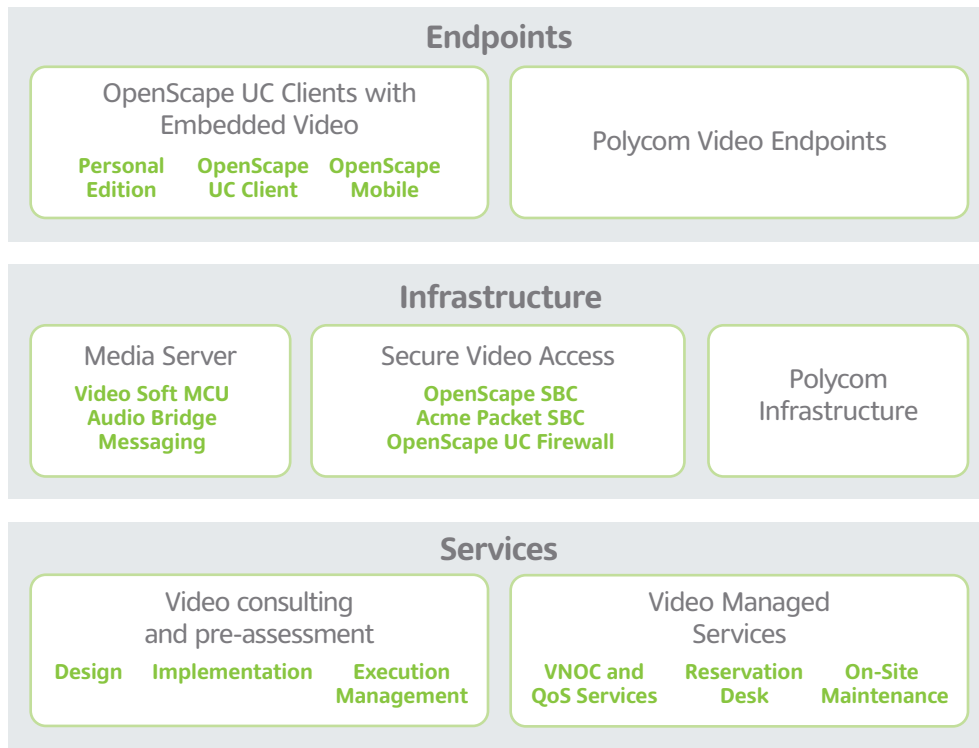 Endpoints
OpenScape UC Clients with
Embedded Video
Personal
Edition
OpenScape
UC Client
OpenScape
Mobile
Polycom Video Endpoints
Infrastructure
Media Server
Video Soft MCU
Audio Bridge
Messaging
Secure Video Access
OpenScape SBC
Acme Packet SBC
OpenScape UC Firewall
Polycom
Infrastructure
Services
Video consulting
and pre-assessment
Design
Implementation
Execution
Management
Video Managed
Services
VNOC and
QoS Services
Reservation
Desk
On-Site
Maintenance